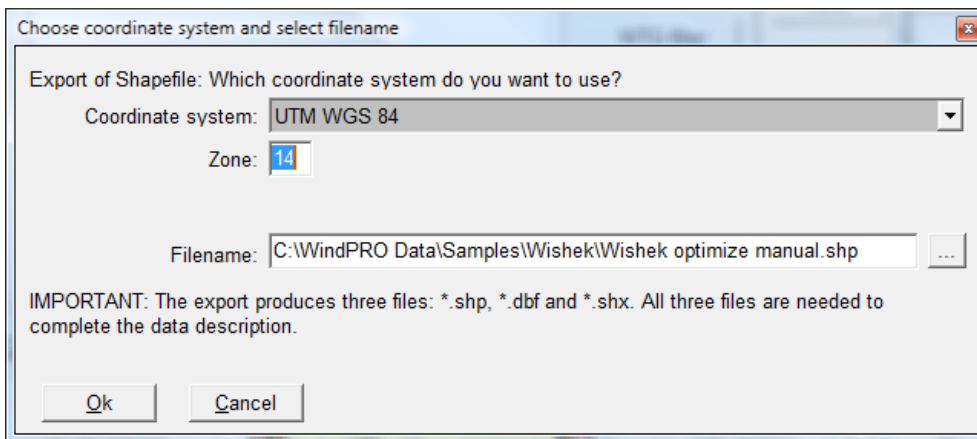 Choose coordinate system and select filename
Export of Shapefile: Which coordinate system do you want to use?
Coordinate system: UTM WGS 84
Zone: 14
Filename: C:\WindPRO Data\Samples\Wishek\Wishek optimize manual.shp ...
IMPORTANT: The export produces three files: *.shp, *.dbf and *.shx. All three files are needed to
complete the data description.
Ok Cancel